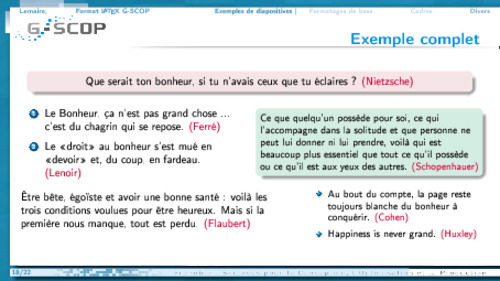 Lemaire,
Format LATEX G-SCOP
Exemples de diapositives |
Formatages de base
Cadres
Divers
G-SCOP
Exemple complet
Que serait ton bonheur, si tu n'avais ceux que tu éclaires ? (Nietzsche)
1 Le Bonheur, ça n'est pas grand chose ...
c'est du chagrin qui se repose. (Ferré)
2 Le «droit» au bonheur s'est mué en
«devoir» et, du coup, en fardeau.
(Lenoir)
Être bête, égoïste et avoir une bonne santé : voilà les
trois conditions voulues pour être heureux. Mais si la
première nous manque, tout est perdu. (Flaubert)
Ce que quelqu'un possède pour soi, ce qui
l'accompagne dans la solitude et que personne ne
peut lui donner ni lui prendre, voilà qui est
beaucoup plus essentiel que tout ce qu'il possède
ou ce qu'il est aux yeux des autres. (Schopenhauer)
Au bout du compte, la page reste
toujours blanche du bonheur à
conquérir. (Cohen)
Happiness is never grand. (Huxley)
18/22